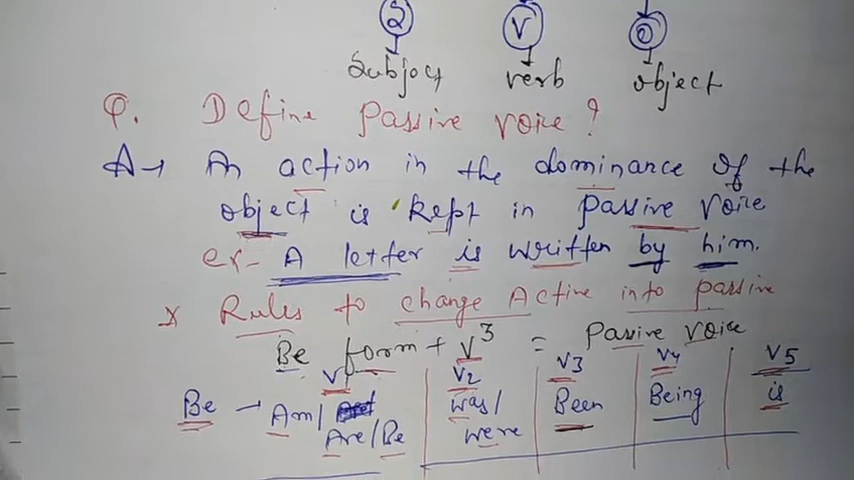 S V O
Subject verb object
Q. Define Passive voice?
A→ An action in the dominance of the
object is kept in passive voice
ex- A letter is written by him.
x Rules to change Active into passive
Be form + V3 = Passive voice
V1 V2 V3 V4 V5
Be → Am/ was/ Been Being is
Are/Be were